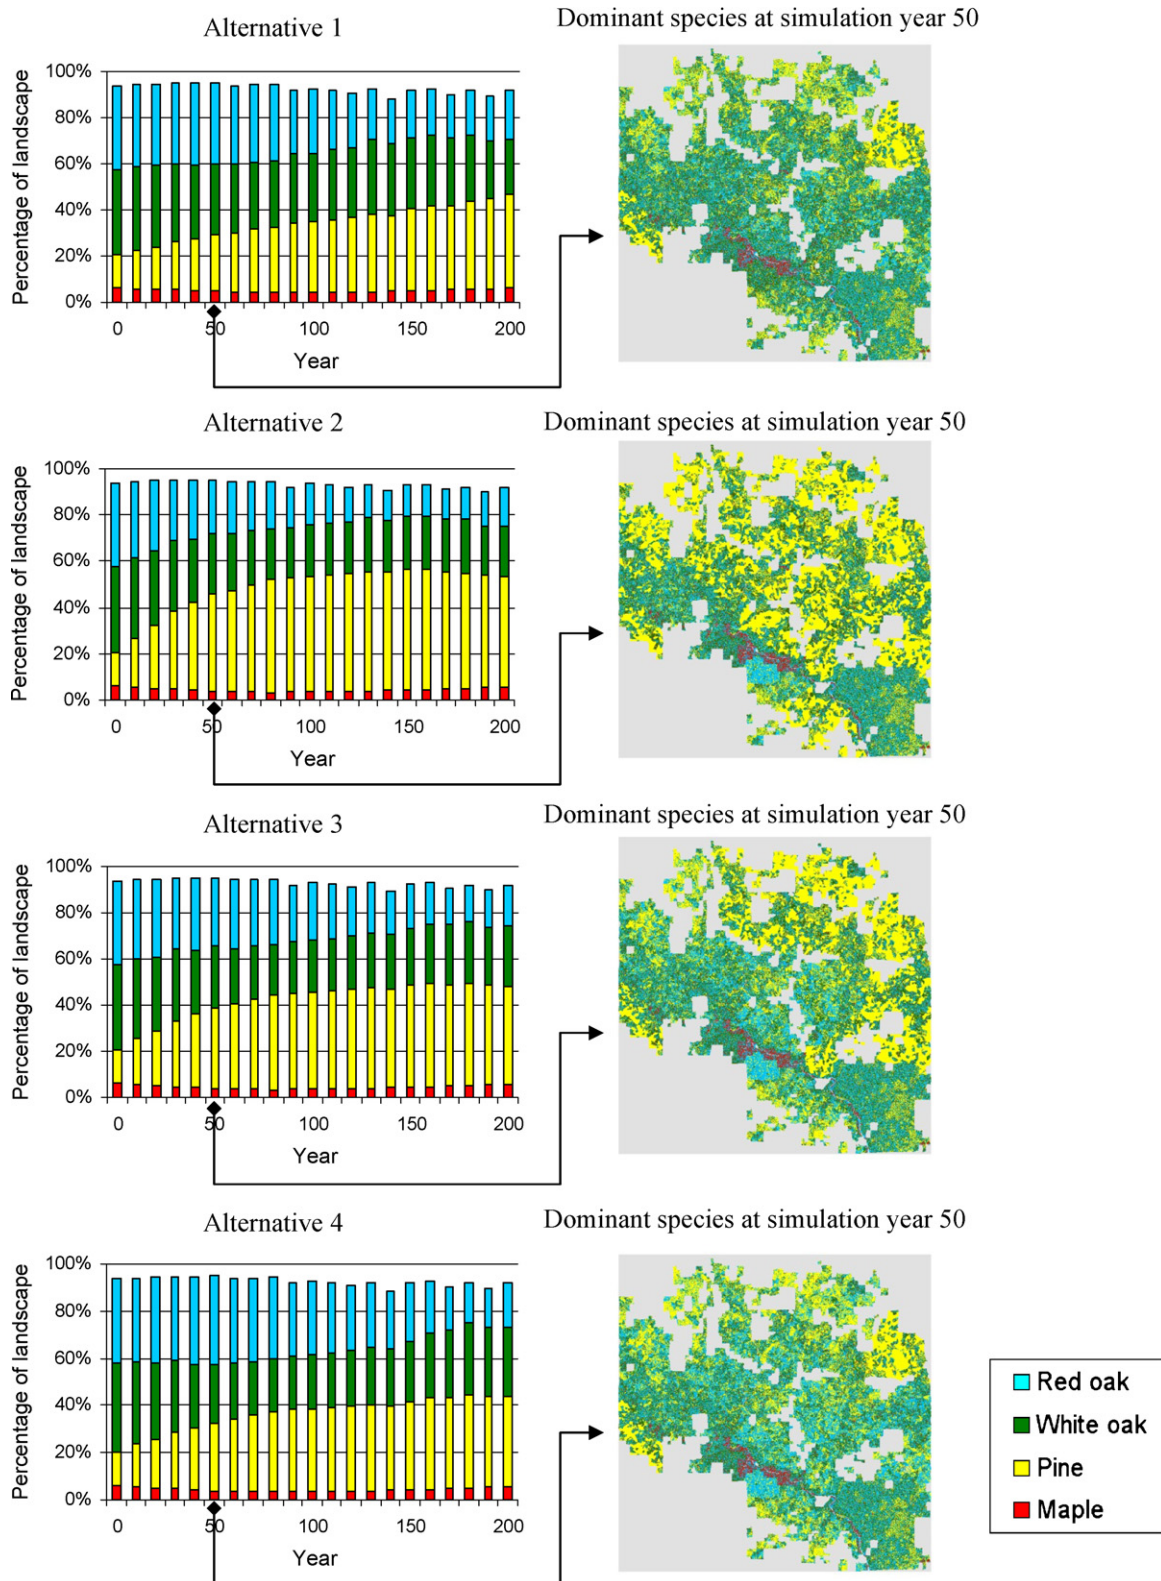 Alternative 1
Dominant species at simulation year 50
100%
80%
60%
40%
20%
0%
Percentage of landscape
0 50 100 150 200
Year
Alternative 2
Dominant species at simulation year 50
100%
80%
60%
40%
20%
0%
Percentage of landscape
0 50 100 150 200
Year
Alternative 3
Dominant species at simulation year 50
100%
80%
60%
40%
20%
0%
Percentage of landscape
0 50 100 150 200
Year
Alternative 4
Dominant species at simulation year 50
100%
80%
60%
40%
20%
0%
Percentage of landscape
0 50 100 150 200
Year
Red oak
White oak
Pine
Maple